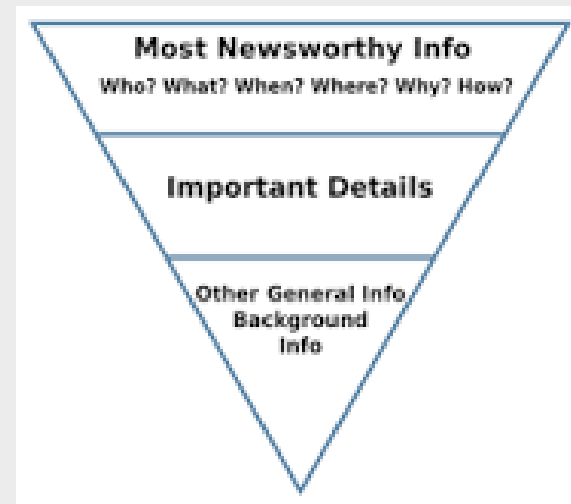 Most Newsworthy Info
Who? What? When? Where? Why? How?
Important Details
Other General Info
Background
Info